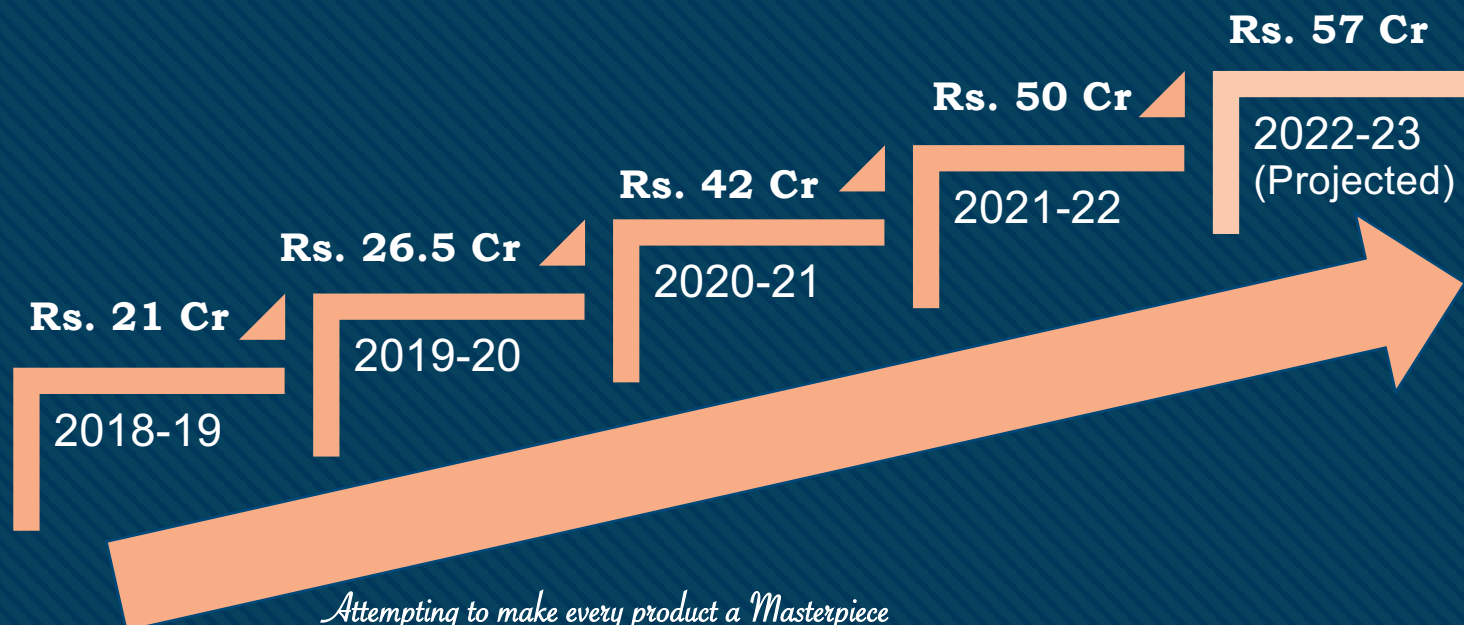 Rs. 21 Cr
2018-19
Rs. 26.5 Cr
2019-20
Rs. 42 Cr
2020-21
Rs. 50 Cr
2021-22
Rs. 57 Cr
2022-23
(Projected)
Attempting to make every product a Masterpiece